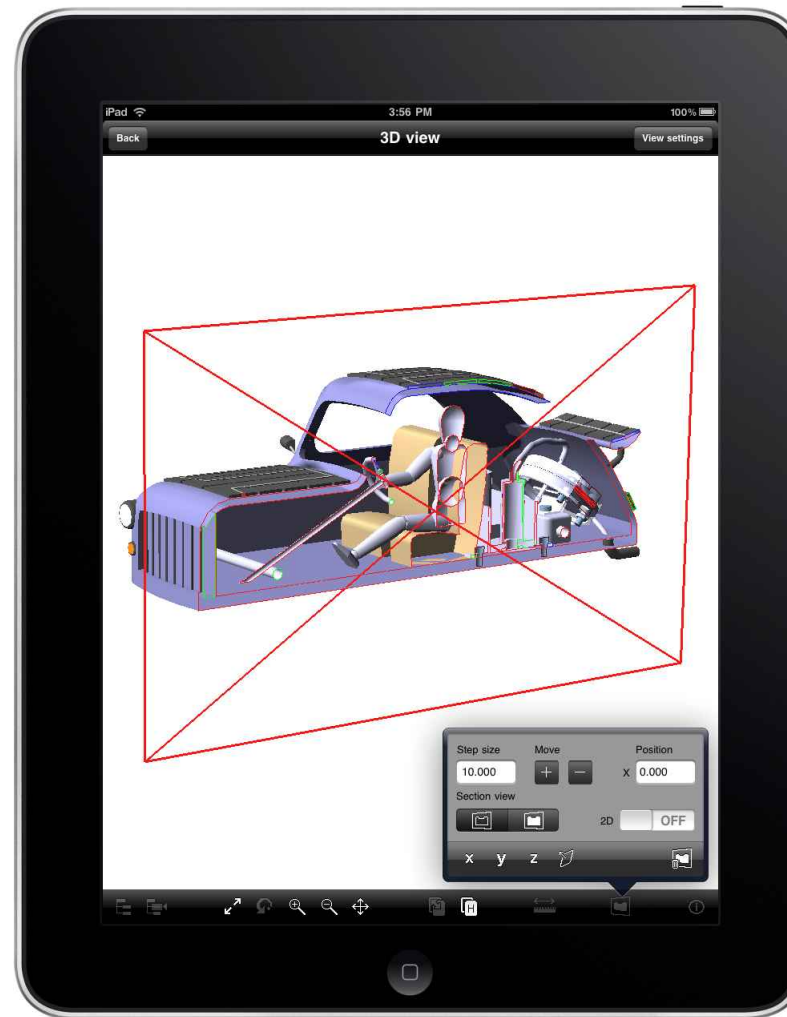 iPad 3:56 PM 100%
Back 3D view View settings
Step size Move Position
10.000 + − X 0.000
Section view
2D OFF
x y z
H